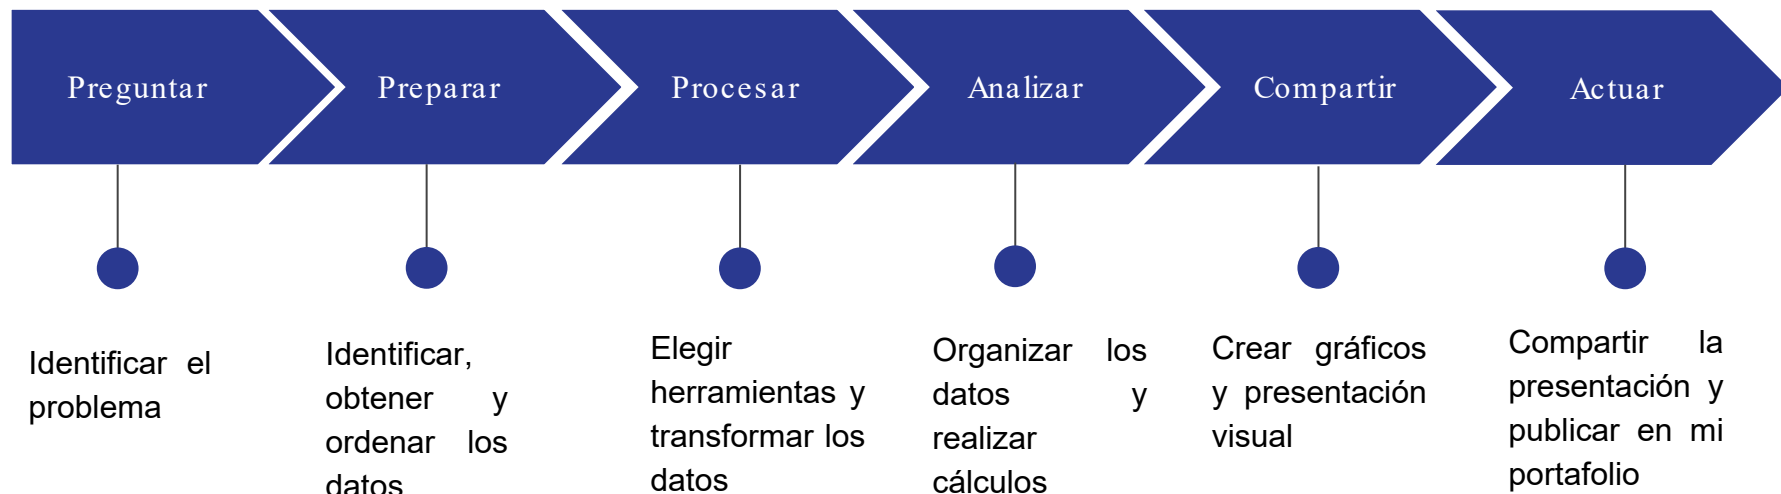 Preguntar
Preparar
Procesar
Analizar
Compartir
Actuar
Identificar el
problema
Identificar,
obtener y
ordenar los
datos
Elegir
herramientas y
transformar los
datos
Organizar los
datos y
realizar
cálculos
Crear gráficos
y presentación
visual
Compartir la
presentación y
publicar en mi
portafolio